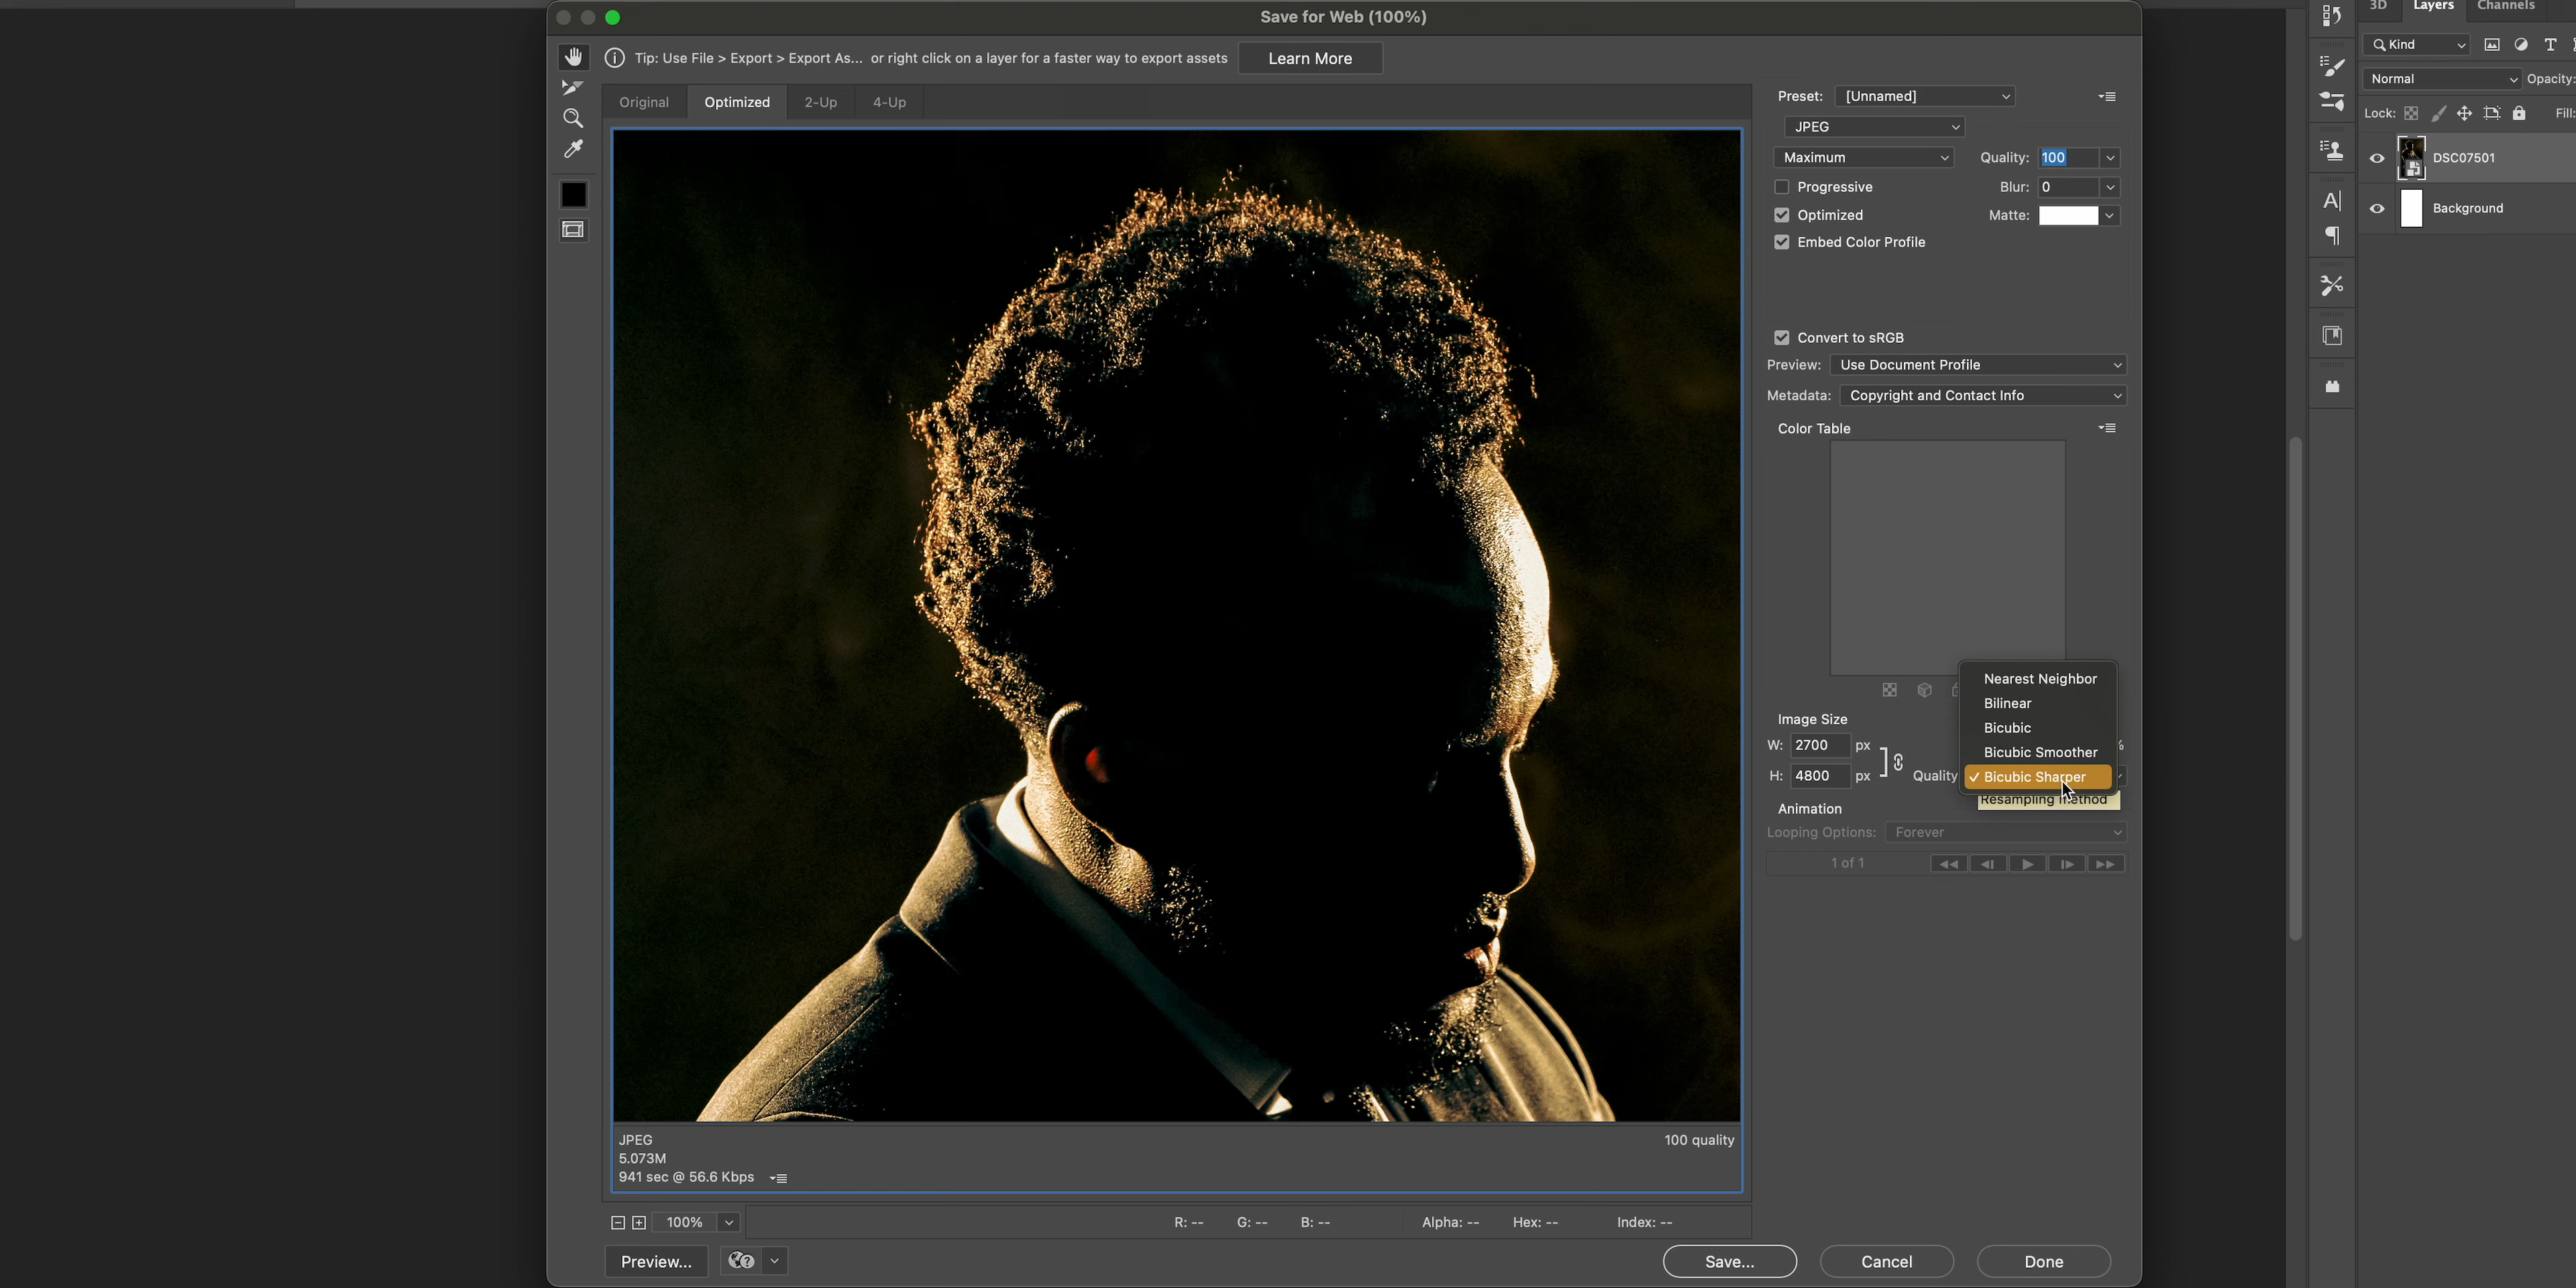 Save for Web (100%)
3D Layers Channels
Tip: Use File > Export > Export As... or right click on a layer for a faster way to export assets Learn More
Kind
Normal Opacity:
Lock: Fill:
DSC07501
Background
Original Optimized 2-Up 4-Up
Preset: [Unnamed]
JPEG
Maximum Quality: 100
Progressive Blur: 0
Optimized Matte:
Embed Color Profile
Convert to sRGB
Preview: Use Document Profile
Metadata: Copyright and Contact Info
Color Table
Nearest Neighbor
Bilinear
Bicubic
Bicubic Smoother
Bicubic Sharper
Resampling method
Image Size
W: 2700 px %
H: 4800 px Quality
Animation
Looping Options: Forever
1 of 1
JPEG 100 quality
5.073M
941 sec @ 56.6 Kbps
100% R: -- G: -- B: -- Alpha: -- Hex: -- Index: --
Preview... Save... Cancel Done